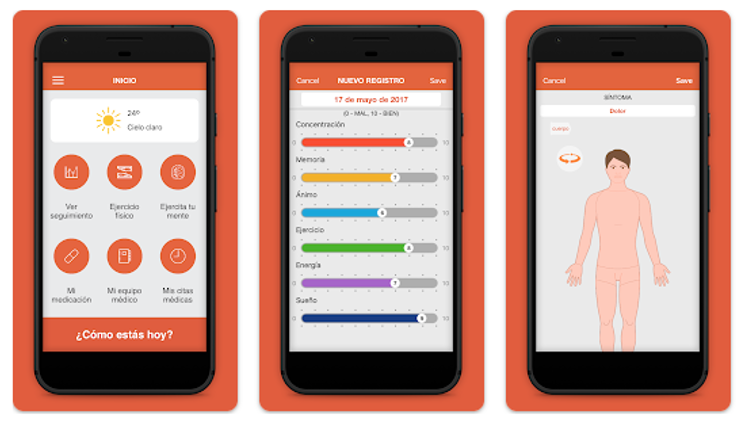 INICIO
24º
Cielo claro
Ver
seguimiento
Ejercicio
físico
Ejercita tu
mente
Mi
medicación
Mi equipo
médico
Mis citas
médicas
¿Cómo estás hoy?
Cancel NUEVO REGISTRO Save
17 de mayo de 2017
(0 - MAL, 10 - BIEN)
Concentración
0 8 10
Memoria
0 7 10
Ánimo
0 6 10
Ejercicio
0 8 10
Energía
0 7 10
Sueño
0 9 10
Cancel Save
SÍNTOMA
Dolor
Cuerpo